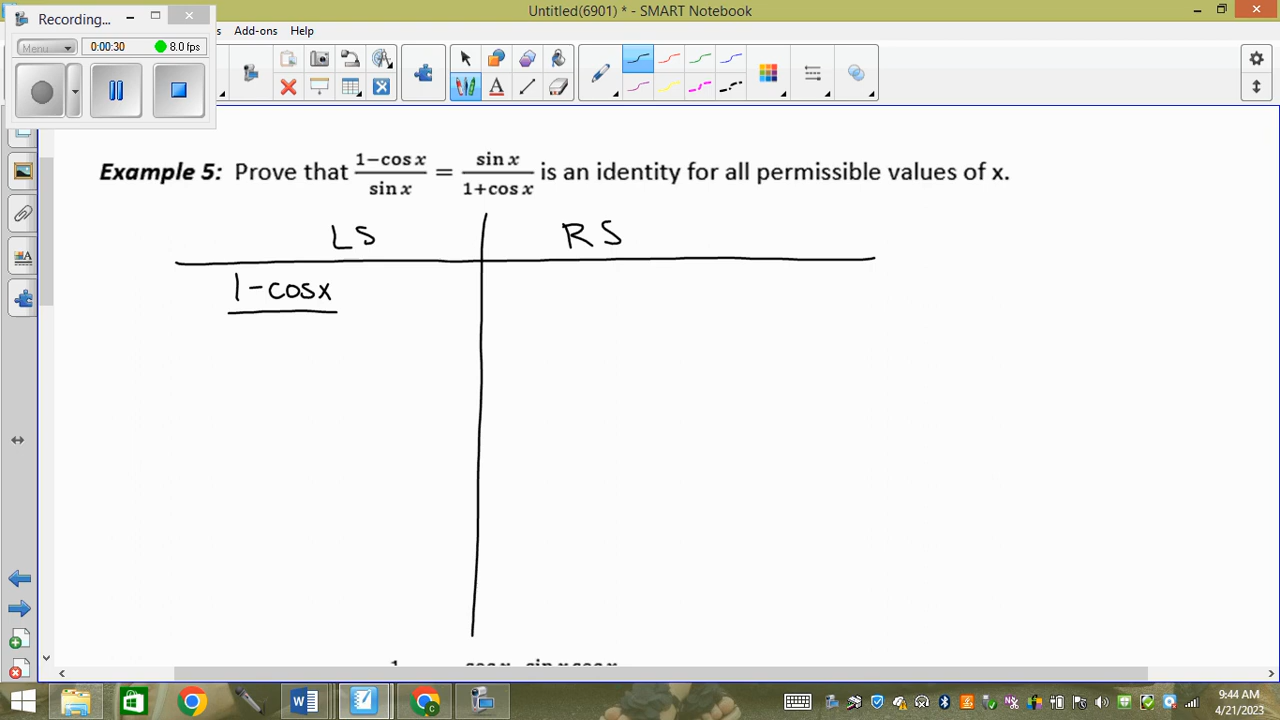 Untitled(6901) * - SMART Notebook
Recording...
Menu
0:00:30
8.0 fps
Add-ons
Help
Example 5: Prove that \frac{1−cos x}{sin x} = \frac{sin x}{1+cos x} is an identity for all permissible values of x.
LS
RS
1-cosx
9:44 AM
4/21/2023